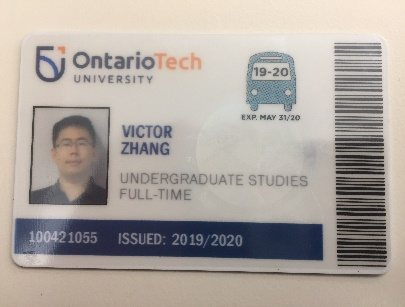 OntarioTech
UNIVERSITY
19-20
EXP. MAY 31/20
VICTOR
ZHANG
UNDERGRADUATE STUDIES
FULL-TIME
100421055 ISSUED: 2019/2020